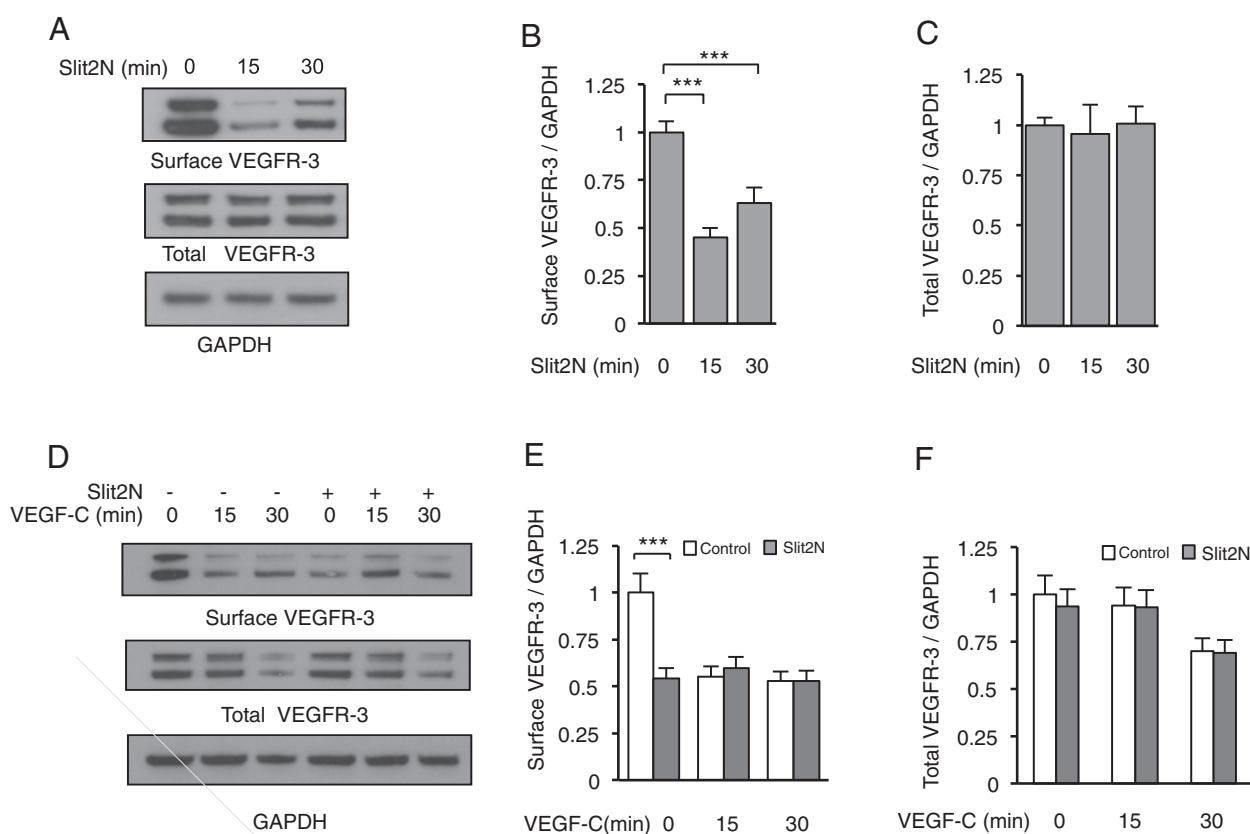 A
Slit2N (min) 0 15 30
Surface VEGFR-3
Total VEGFR-3
GAPDH
B
Surface VEGFR-3 / GAPDH
1.25
1
0.75
0.5
0.25
0
***
***
Slit2N (min) 0 15 30
C
Total VEGFR-3 / GAPDH
1.25
1
0.75
0.5
0.25
0
Slit2N (min) 0 15 30
D
Slit2N - - - + + +
VEGF-C (min) 0 15 30 0 15 30
Surface VEGFR-3
Total VEGFR-3
GAPDH
E
Surface VEGFR-3 / GAPDH
1.25
1
0.75
0.5
0.25
0
***
Control Slit2N
VEGF-C(min) 0 15 30
F
Total VEGFR-3 / GAPDH
1.25
1
0.75
0.5
0.25
0
Control Slit2N
VEGF-C (min) 0 15 30